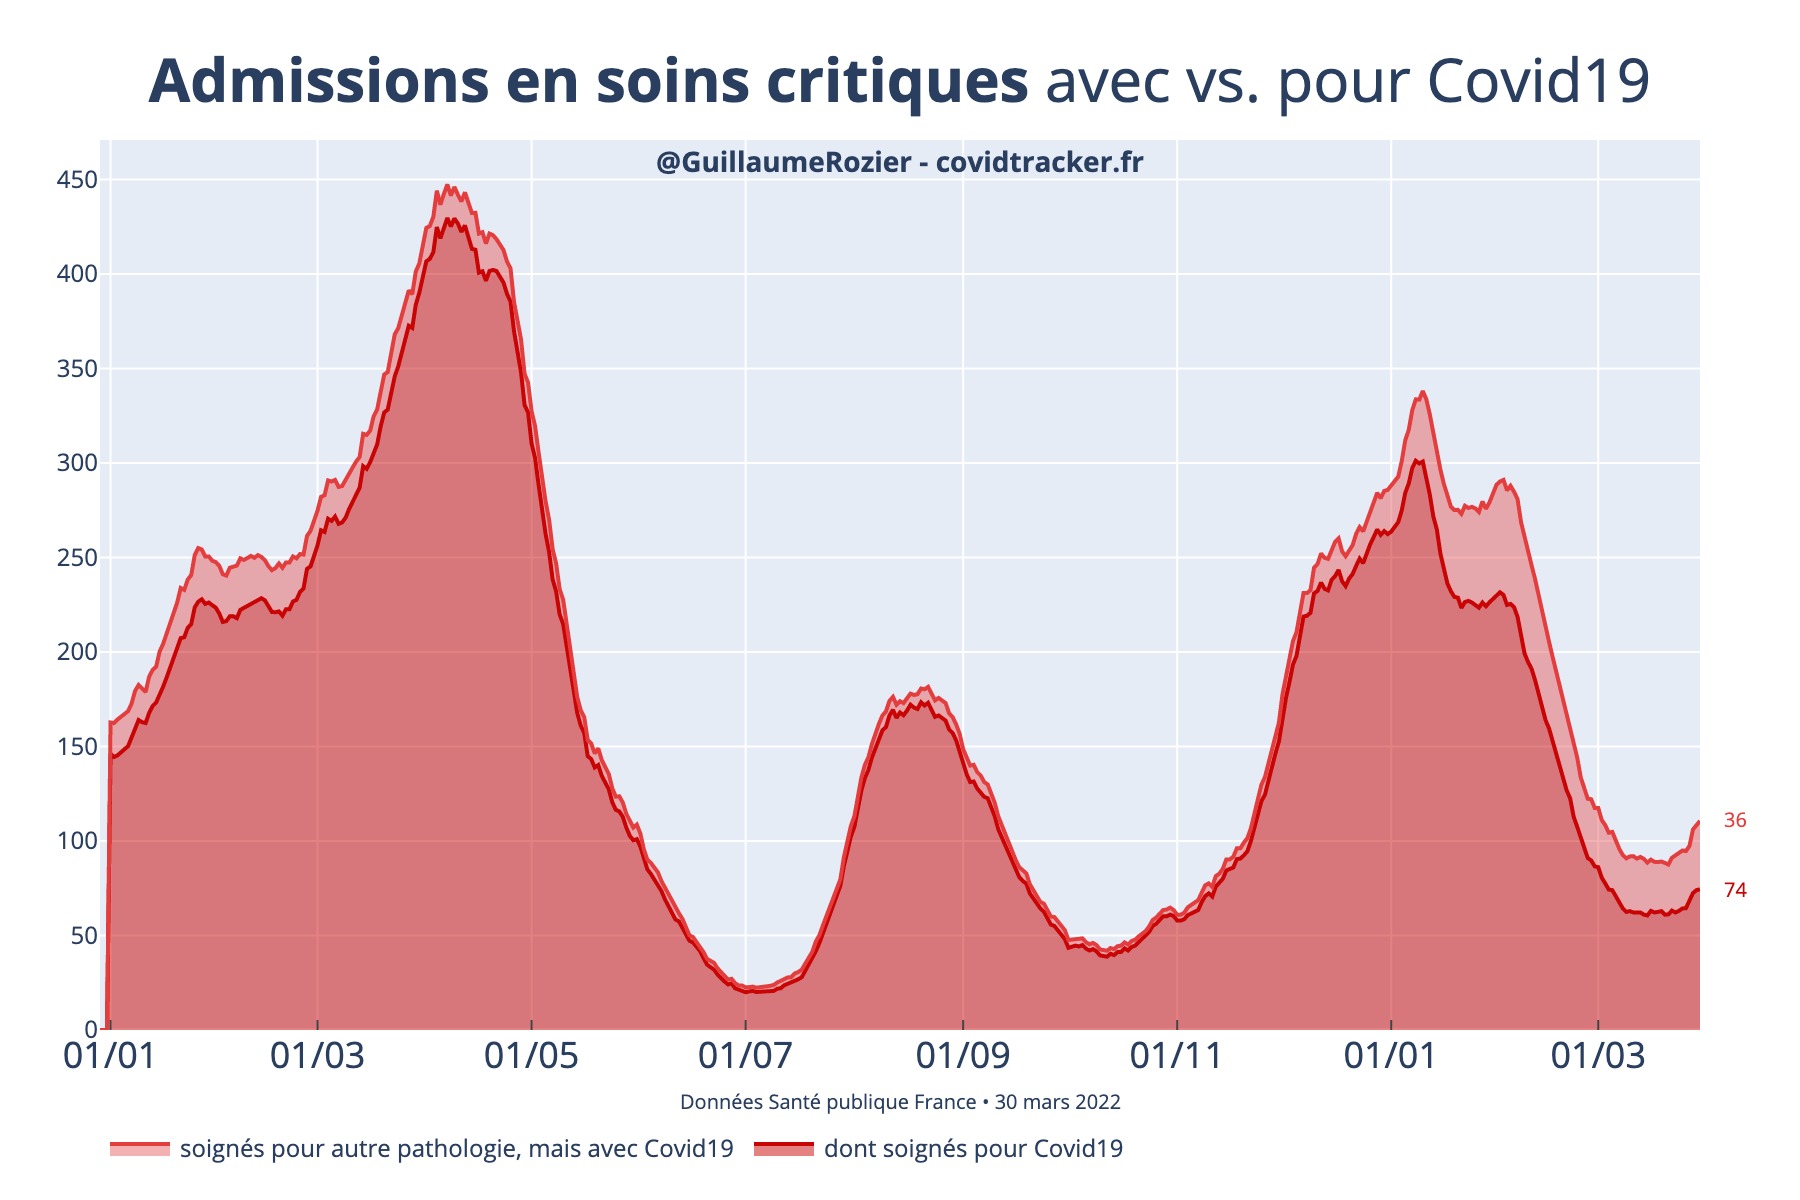 Admissions en soins critiques avec vs. pour Covid19
@GuillaumeRozier - covidtracker.fr
450
400
350
300
250
200
150
100
50
0
36
74
01/01 01/03 01/05 01/07 01/09 01/11 01/01 01/03
Données Santé publique France • 30 mars 2022
soignés pour autre pathologie, mais avec Covid19 dont soignés pour Covid19